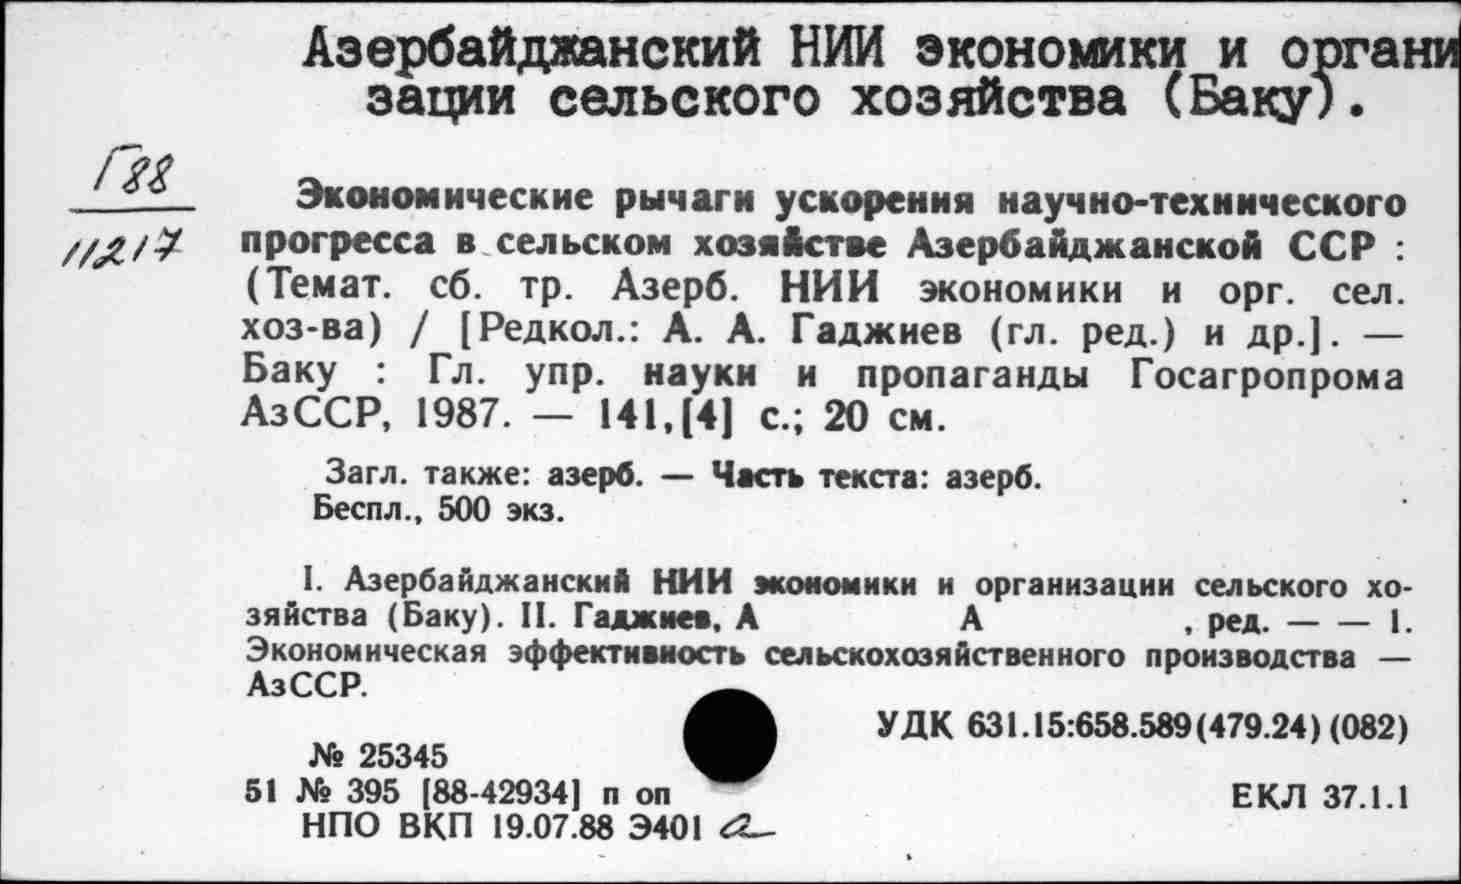 Азербайджанский НИИ экономики и органи
зации сельского хозяйства (Баку).
Г88
11217
Экономические рычаги ускорения научно-технического
прогресса в сельском хозяйстве Азербайджанской ССР :
(Темат. сб. тр. Азерб. НИИ экономики и орг. сел.
хоз-ва) / [Редкол.: А. А. Гаджиев (гл. ред.) и др.]. —
Баку : Гл. упр. науки и пропаганды Госагропрома
АзССР, 1987. — 141,[4] с.; 20 см.
Загл. также: азерб. — Часть текста: азерб.
Беспл., 500 экз.
I. Азербайджанский НИИ экономики и организации сельского хо-
зяйства (Баку). II. Гаджиев, А А , ред. — — 1.
Экономическая эффективность сельскохозяйственного производства —
АзССР.
УДК 631.15:658.589(479.24)(082)
№ 25345
51 № 395 [88-42934] п оп
ЕКЛ 37.1.1
НПО ВКП 19.07.88 Э401